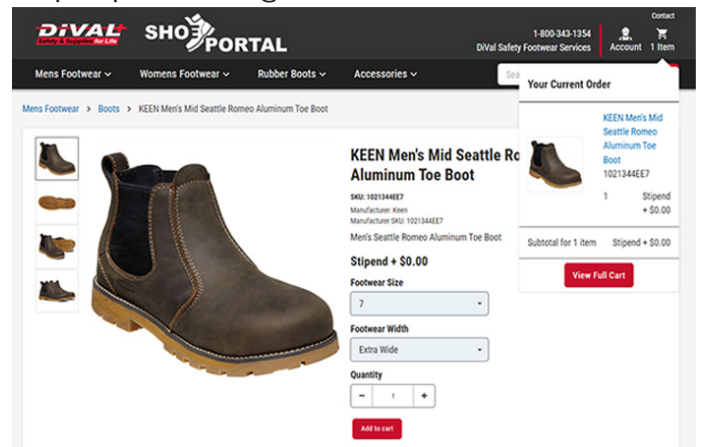 Contact
DiVAL
Safety & Supplies for Life
SHOE PORTAL
1-800-343-1354
DiVal Safety Footwear Services
Account
1 Item
Mens Footwear
Womens Footwear
Rubber Boots
Accessories
Sea
Mens Footwear > Boots > KEEN Men's Mid Seattle Romeo Aluminum Toe Boot
Your Current Order
KEEN Men's Mid
Seattle Romeo
Aluminum Toe
Boot
1021344EE7
1 Stipend
+ $0.00
Subtotal for 1 item Stipend + $0.00
View Full Cart
KEEN Men's Mid Seattle Ro
Aluminum Toe Boot
SKU: 1021344EE7
Manufacturer: Keen
Manufacturer SKU: 1021344EE7
Men's Seattle Romeo Aluminum Toe Boot
Stipend + $0.00
Footwear Size
7
Footwear Width
Extra Wide
Quantity
- 1 +
Add to cart